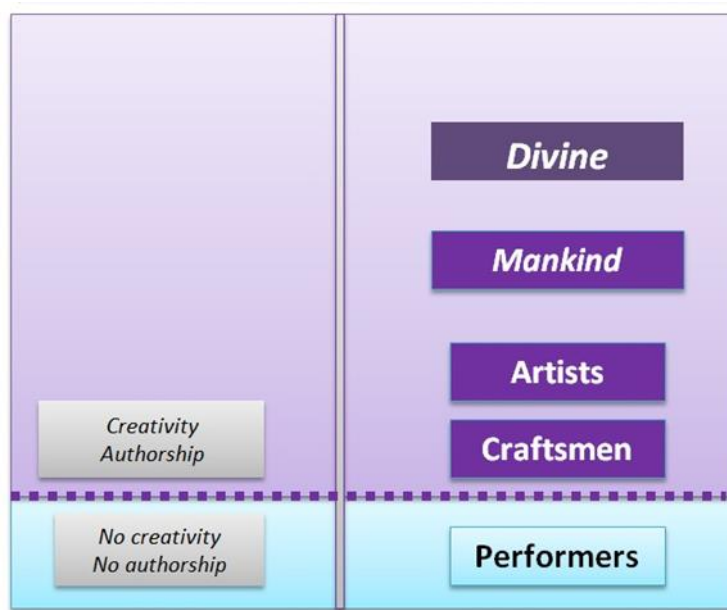 Divine
Mankind
Artists
Creativity
Authorship
Craftsmen
No creativity
No authorship
Performers